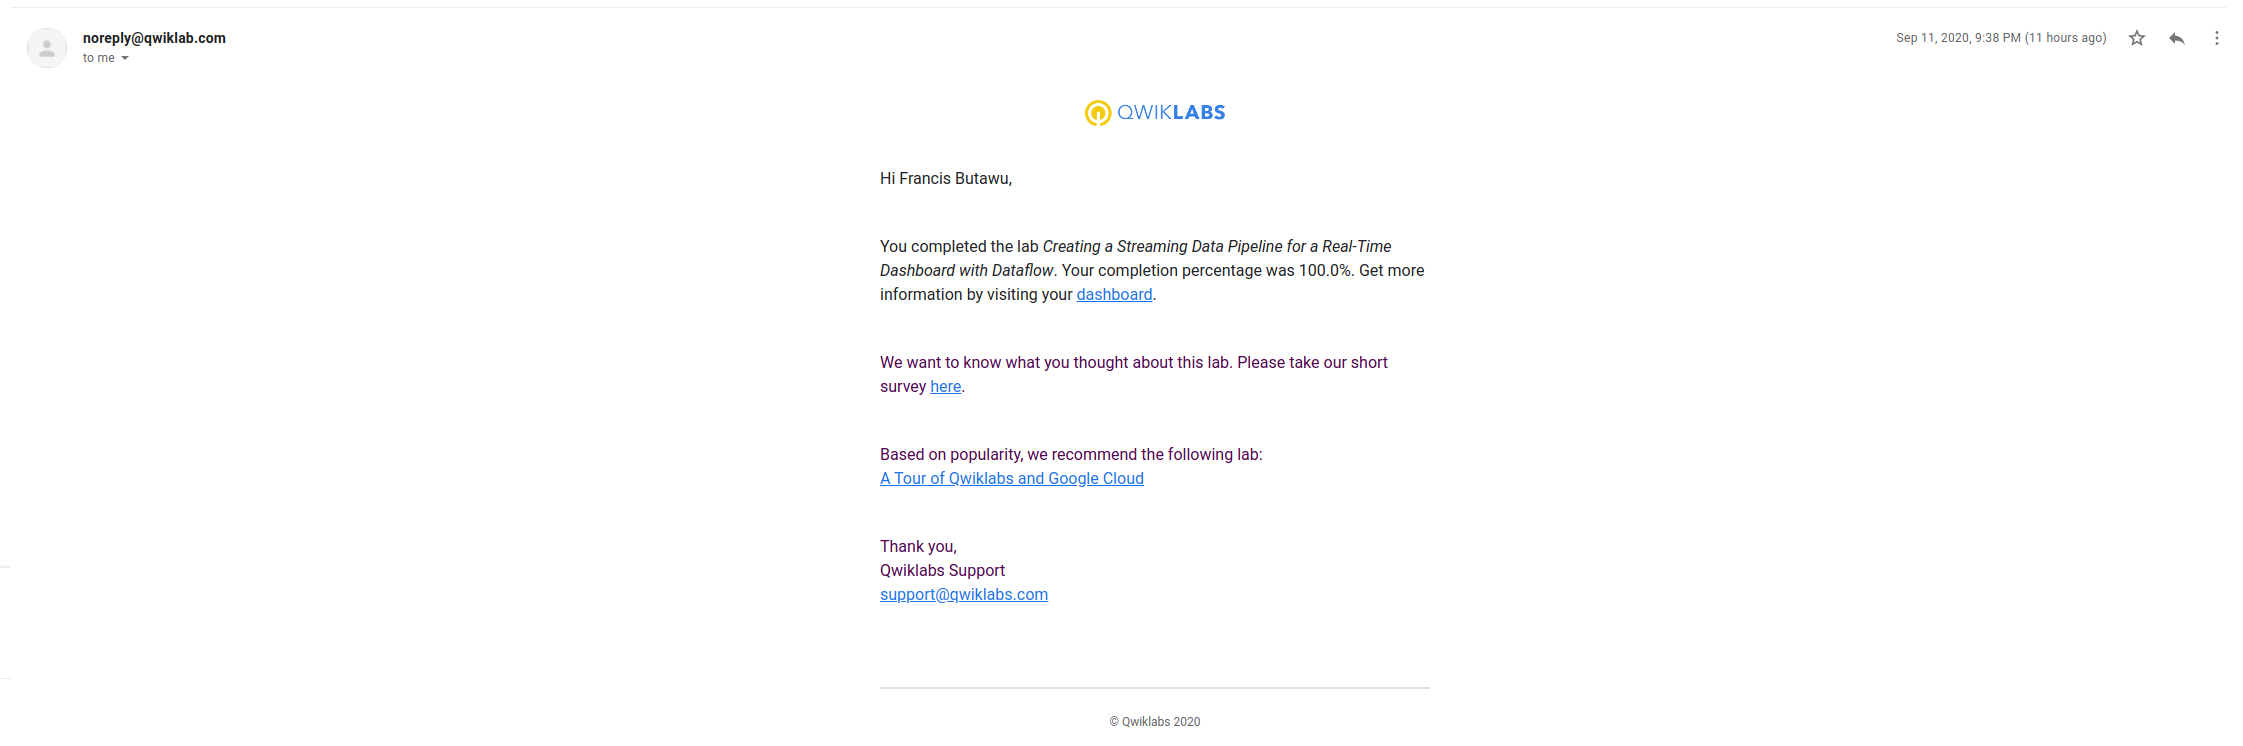 noreply@qwiklab.com
Sep 11, 2020, 9:38 PM (11 hours ago)
to me
QWIKLABS
Hi Francis Butawu,
You completed the lab Creating a Streaming Data Pipeline for a Real-Time
Dashboard with Dataflow. Your completion percentage was 100.0%. Get more
information by visiting your dashboard.
We want to know what you thought about this lab. Please take our short
survey here.
Based on popularity, we recommend the following lab:
A Tour of Qwiklabs and Google Cloud
Thank you,
Qwiklabs Support
support@qwiklabs.com
© Qwiklabs 2020